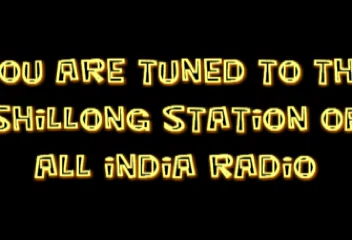 OU ARE TUNED TO TH
SHiLLONG STATiON OF
ALL iNDiA RADiO